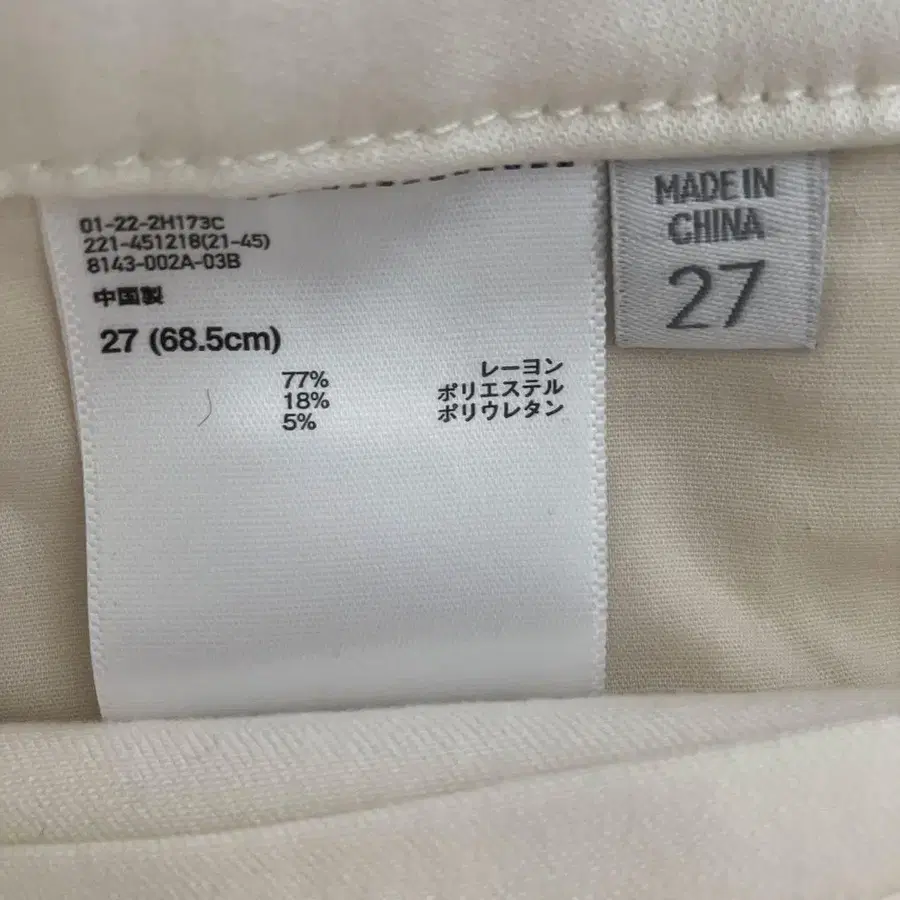 01-22-2H173C
221-451218(21-45)
8143-002A-03B
中国製
27 (68.5cm)
77% レーヨン
18% ポリエステル
5% ポリウレタン
MADE IN
CHINA
27